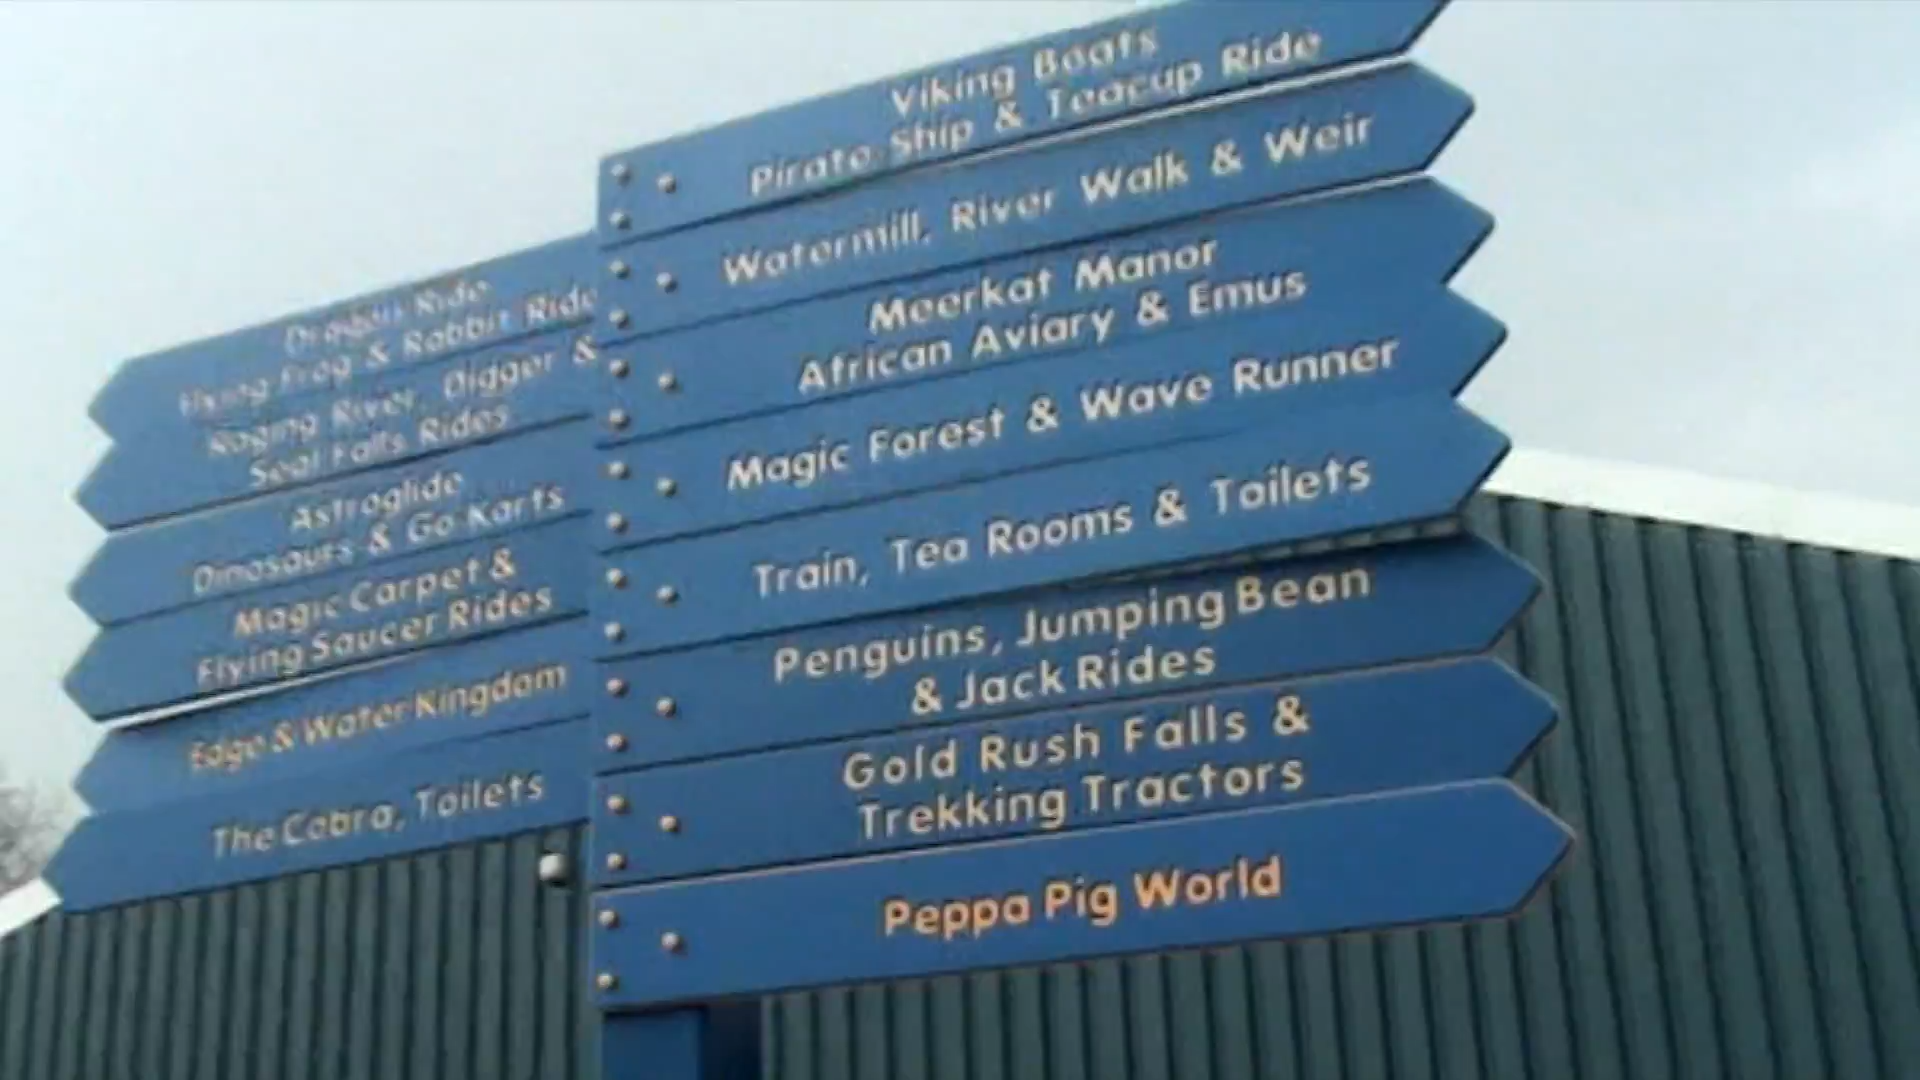 Viking Boats
Pirate Ship & Teacup Ride
Watermill, River Walk & Weir
Meerkat Manor
African Aviary & Emus
Magic Forest & Wave Runner
Train, Tea Rooms & Toilets
Penguins, Jumping Bean
& Jack Rides
Gold Rush Falls &
Trekking Tractors
Peppa Pig World
Dragon Ride
Flying Frog & Rabbit Ride
Raging River, Digger &
Seal Falls Rides
Astroglide
Dinosaurs & Go Karts
Magic Carpet &
Flying Saucer Rides
Edge & Water Kingdom
The Cobra, Toilets